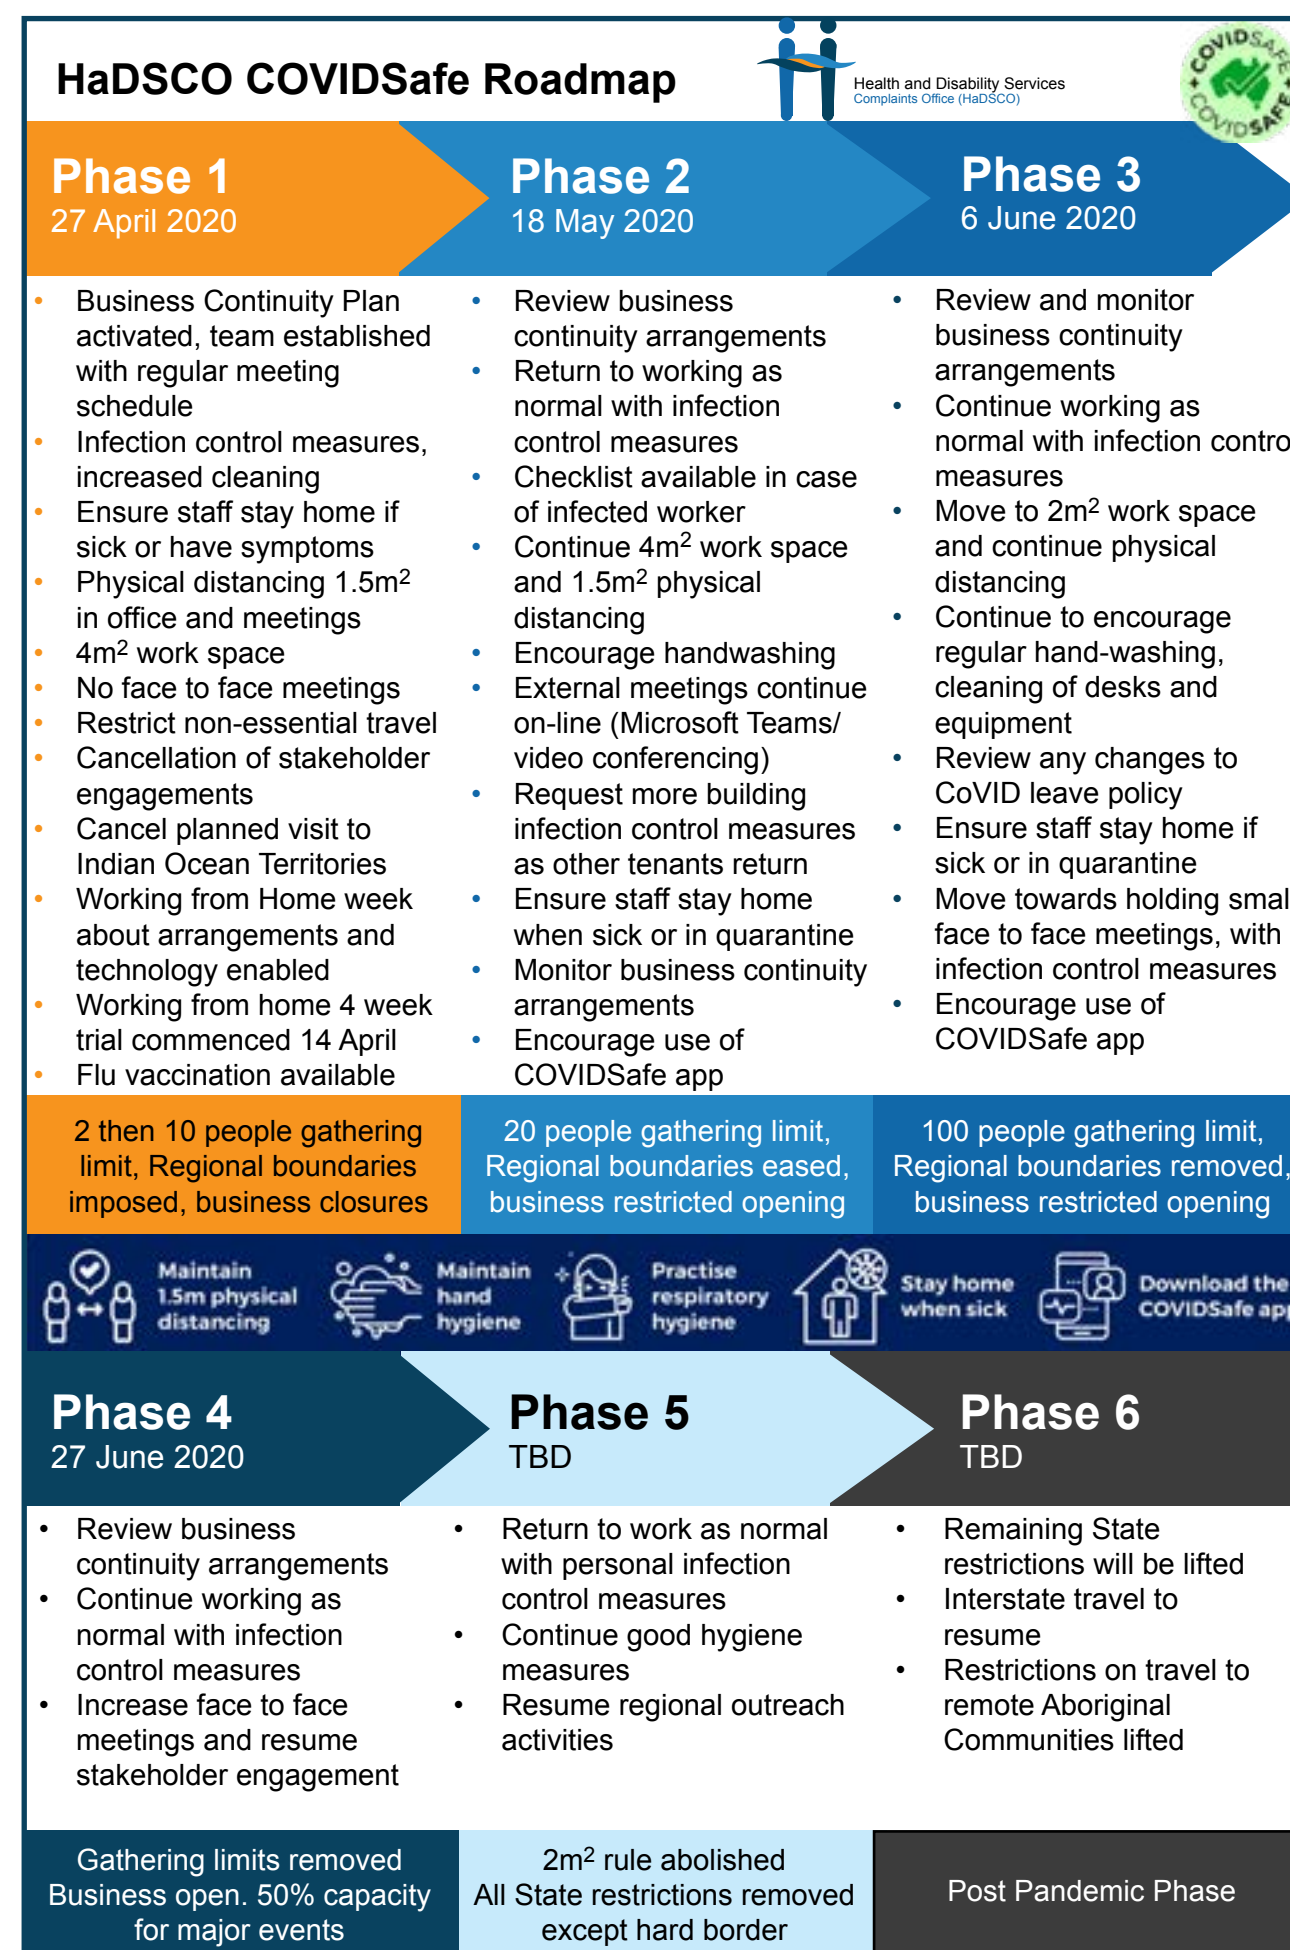 HaDSCO COVIDSafe Roadmap
Health and Disability Services
Complaints Office (HaDSCO)
COVIDSAFE
COVIDSAFE
Phase 1
27 April 2020
Phase 2
18 May 2020
Phase 3
6 June 2020
• Business Continuity Plan
activated, team established
with regular meeting
schedule
• Infection control measures,
increased cleaning
• Ensure staff stay home if
sick or have symptoms
• Physical distancing 1.5m²
in office and meetings
• 4m² work space
• No face to face meetings
• Restrict non-essential travel
• Cancellation of stakeholder
engagements
• Cancel planned visit to
Indian Ocean Territories
• Working from Home week
about arrangements and
technology enabled
• Working from home 4 week
trial commenced 14 April
• Flu vaccination available
• Review business
continuity arrangements
• Return to working as
normal with infection
control measures
• Checklist available in case
of infected worker
• Continue 4m² work space
and 1.5m² physical
distancing
• Encourage handwashing
• External meetings continue
on-line (Microsoft Teams/
video conferencing)
• Request more building
infection control measures
as other tenants return
• Ensure staff stay home
when sick or in quarantine
• Monitor business continuity
arrangements
• Encourage use of
COVIDSafe app
• Review and monitor
business continuity
arrangements
• Continue working as
normal with infection contro
measures
• Move to 2m² work space
and continue physical
distancing
• Continue to encourage
regular hand-washing,
cleaning of desks and
equipment
• Review any changes to
CoVID leave policy
• Ensure staff stay home if
sick or in quarantine
• Move towards holding smal
face to face meetings, with
infection control measures
• Encourage use of
COVIDSafe app
2 then 10 people gathering
limit, Regional boundaries
imposed, business closures
20 people gathering limit,
Regional boundaries eased,
business restricted opening
100 people gathering limit,
Regional boundaries removed,
business restricted opening
Maintain
1.5m physical
distancing
Maintain
hand
hygiene
Practise
respiratory
hygiene
Stay home
when sick
Download the
COVIDSafe app
Phase 4
27 June 2020
Phase 5
TBD
Phase 6
TBD
• Review business
continuity arrangements
• Continue working as
normal with infection
control measures
• Increase face to face
meetings and resume
stakeholder engagement
• Return to work as normal
with personal infection
control measures
• Continue good hygiene
measures
• Resume regional outreach
activities
• Remaining State
restrictions will be lifted
• Interstate travel to
resume
• Restrictions on travel to
remote Aboriginal
Communities lifted
Gathering limits removed
Business open. 50% capacity
for major events
2m² rule abolished
All State restrictions removed
except hard border
Post Pandemic Phase